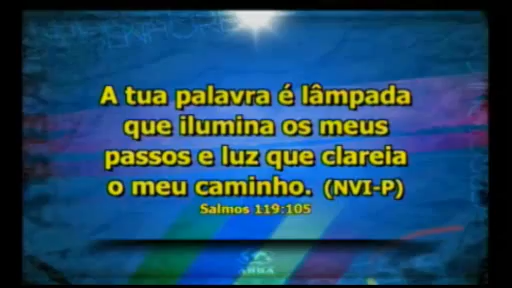 A tua palavra é lâmpada
que ilumina os meus
passos e luz que clareia
o meu caminho. (NVI-P)
Salmos 119:105